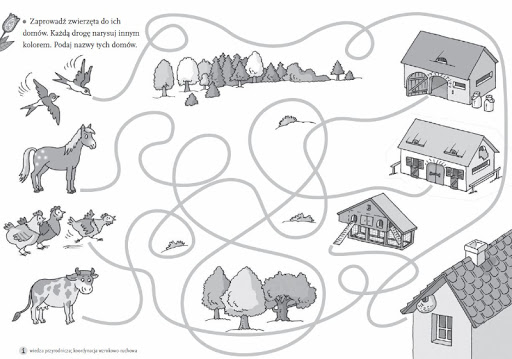 • Zaprowadź zwierzęta do ich
domów. Każdą drogę narysuj innym
kolorem. Podaj nazwy tych domów.
1 wiedza przyrodnicza; koordynacja wzrokowo-ruchowa